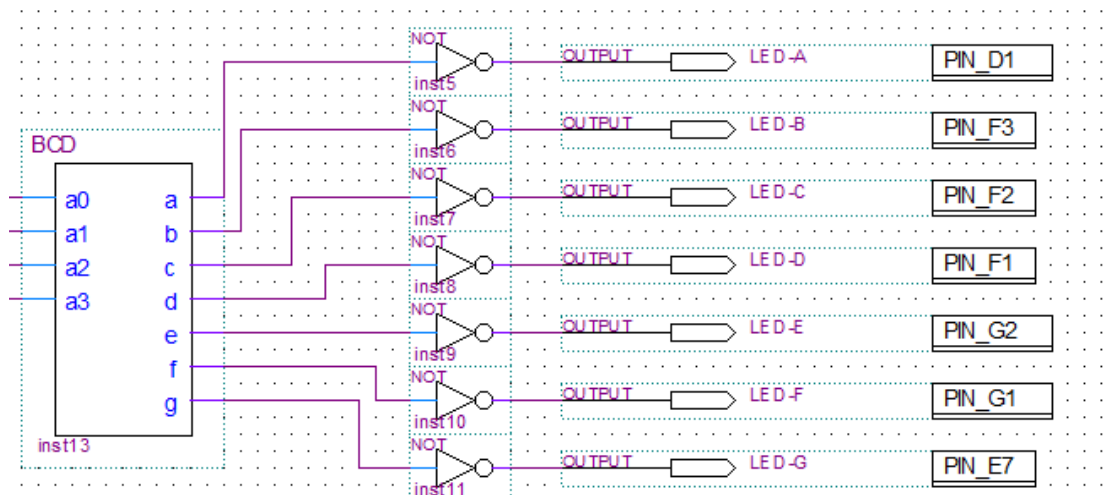 NOT
OUTPUT LED-A PIN_D1
inst5
NOT
OUTPUT LED-B PIN_F3
BCD
inst6
NOT
a0 a
OUTPUT LED-C PIN_F2
inst7
a1 b
NOT
a2 c
OUTPUT LED-D PIN_F1
inst8
a3 d
NOT
e
OUTPUT LED-E PIN_G2
inst9
f
NOT
OUTPUT LED-F PIN_G1
g
inst10
inst13
NOT
OUTPUT LED-G PIN_E7
inst11